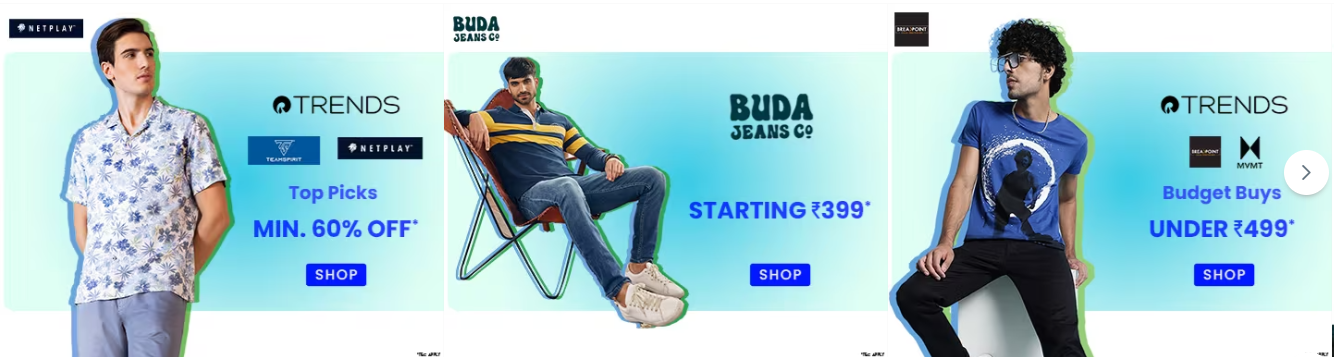 NETPLAY
TRENDS
TEAMSPIRIT
NETPLAY
Top Picks
MIN. 60% OFF*
SHOP
*T&C APPLY
BUDA
JEANS Cº
BUDA
JEANS Cº
STARTING ₹399*
SHOP
*T&C APPLY
BREAKPOINT
TRENDS
BREAKPOINT
MVMT
Budget Buys
UNDER ₹499*
SHOP